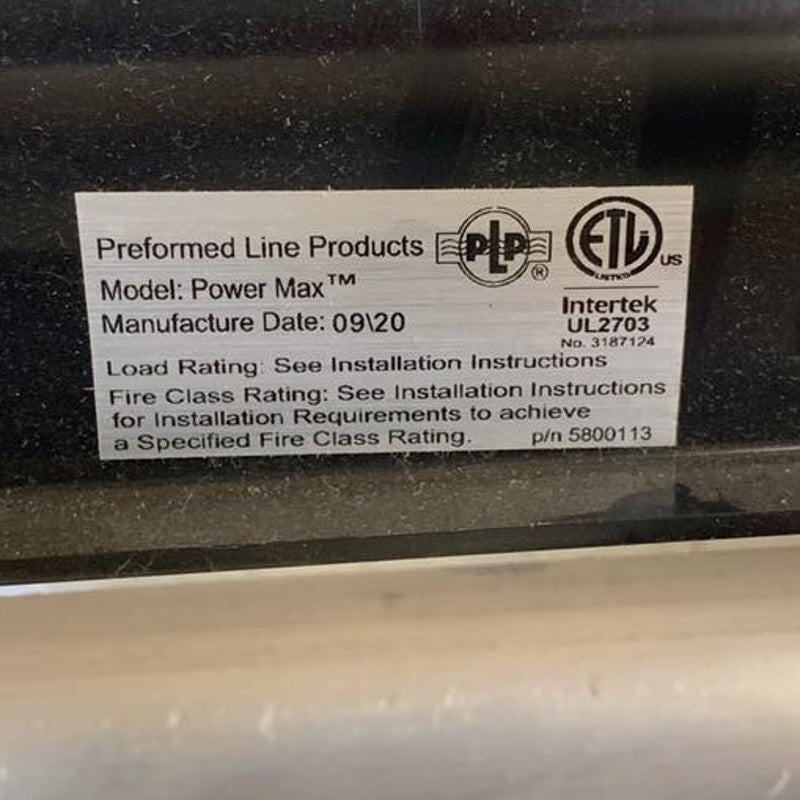 Preformed Line Products PLP ®
ETL LISTED US
Model: Power Max™
Intertek
Manufacture Date: 09\20
UL2703
No. 3187124
Load Rating: See Installation Instructions
Fire Class Rating: See Installation Instructions
for Installation Requirements to achieve
a Specified Fire Class Rating. p/n 5800113